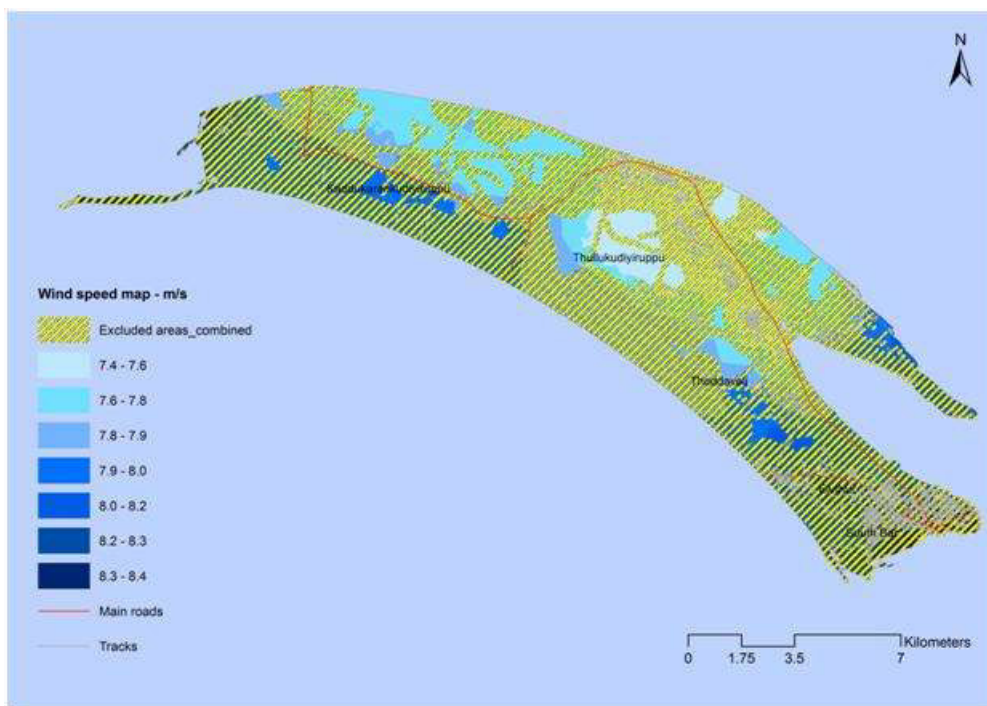 N
Thullukudiyiruppu
South Bar
Wind speed map - m/s
Excluded areas_combined
7.4 - 7.6
7.6 - 7.8
7.8 - 7.9
7.9 - 8.0
8.0 - 8.2
8.2 - 8.3
8.3 - 8.4
Main roads
Tracks
Kilometers
0 1.75 3.5 7